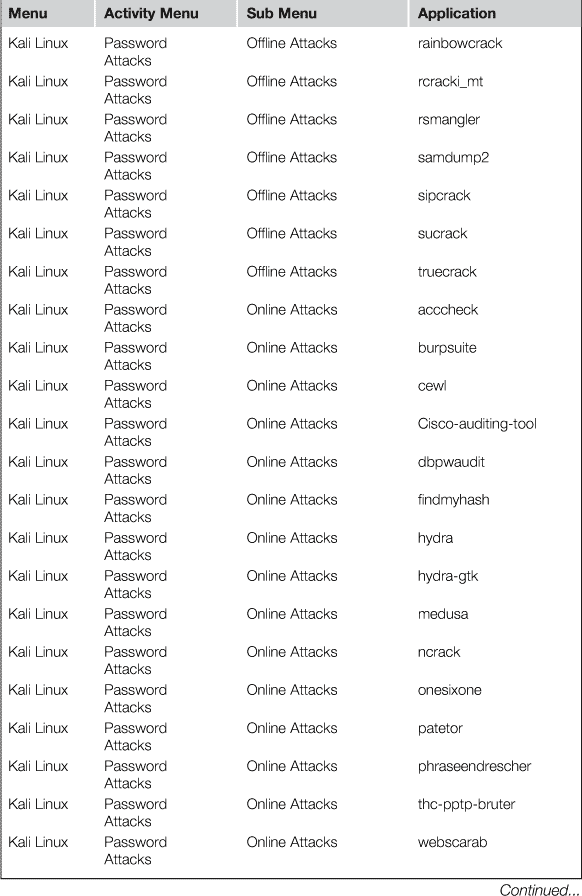 Menu Activity Menu Sub Menu Application
Kali Linux Password Attacks Offline Attacks rainbowcrack
Kali Linux Password Attacks Offline Attacks rcracki_mt
Kali Linux Password Attacks Offline Attacks rsmangler
Kali Linux Password Attacks Offline Attacks samdump2
Kali Linux Password Attacks Offline Attacks sipcrack
Kali Linux Password Attacks Offline Attacks sucrack
Kali Linux Password Attacks Offline Attacks truecrack
Kali Linux Password Attacks Online Attacks acccheck
Kali Linux Password Attacks Online Attacks burpsuite
Kali Linux Password Attacks Online Attacks cewl
Kali Linux Password Attacks Online Attacks Cisco-auditing-tool
Kali Linux Password Attacks Online Attacks dbpwaudit
Kali Linux Password Attacks Online Attacks findmyhash
Kali Linux Password Attacks Online Attacks hydra
Kali Linux Password Attacks Online Attacks hydra-gtk
Kali Linux Password Attacks Online Attacks medusa
Kali Linux Password Attacks Online Attacks ncrack
Kali Linux Password Attacks Online Attacks onesixone
Kali Linux Password Attacks Online Attacks patetor
Kali Linux Password Attacks Online Attacks phraseendrescher
Kali Linux Password Attacks Online Attacks thc-pptp-bruter
Kali Linux Password Attacks Online Attacks webscarab
Continued...